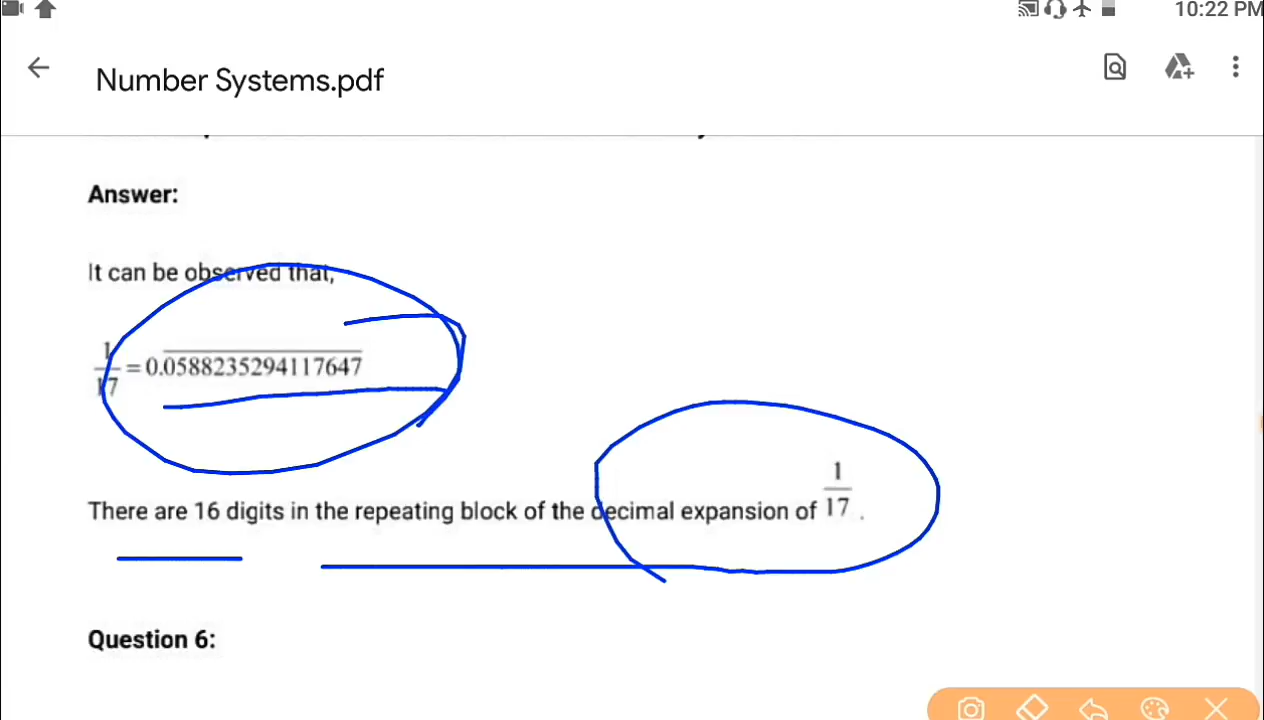 10:22 PM
Number Systems.pdf
Answer:
It can be observed that,
1/17 = 0.0588235294117647
There are 16 digits in the repeating block of the decimal expansion of 1/17 .
Question 6: